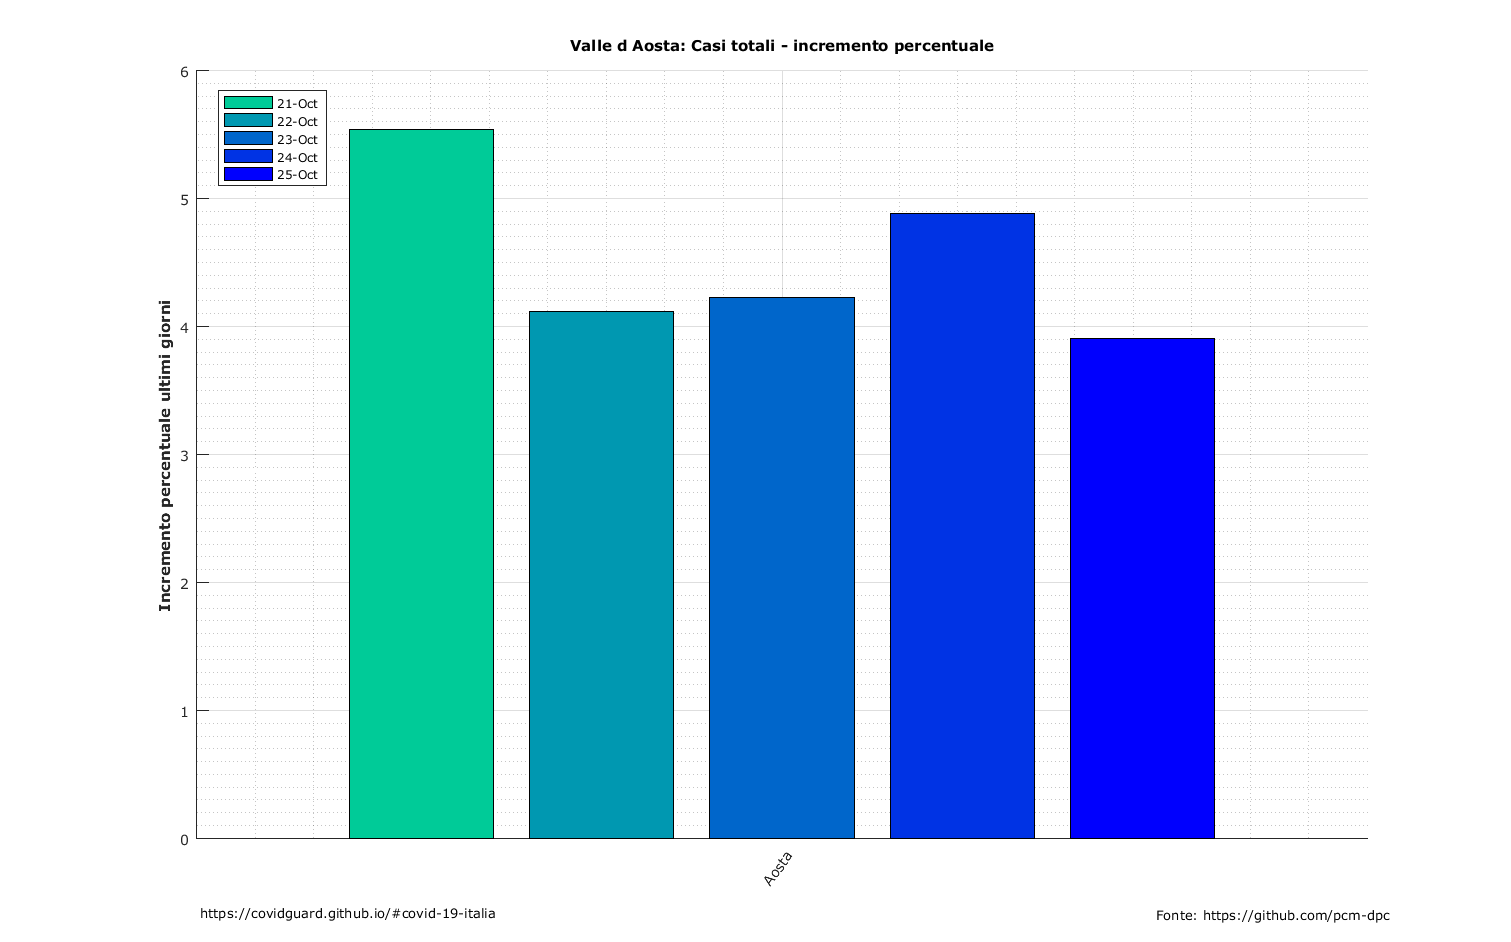 Valle d Aosta: Casi totali - incremento percentuale
6
5
4
3
2
1
0
21-Oct
22-Oct
23-Oct
24-Oct
25-Oct
Incremento percentuale ultimi giorni
Aosta
https://covidguard.github.io/#covid-19-italia
Fonte: https://github.com/pcm-dpc